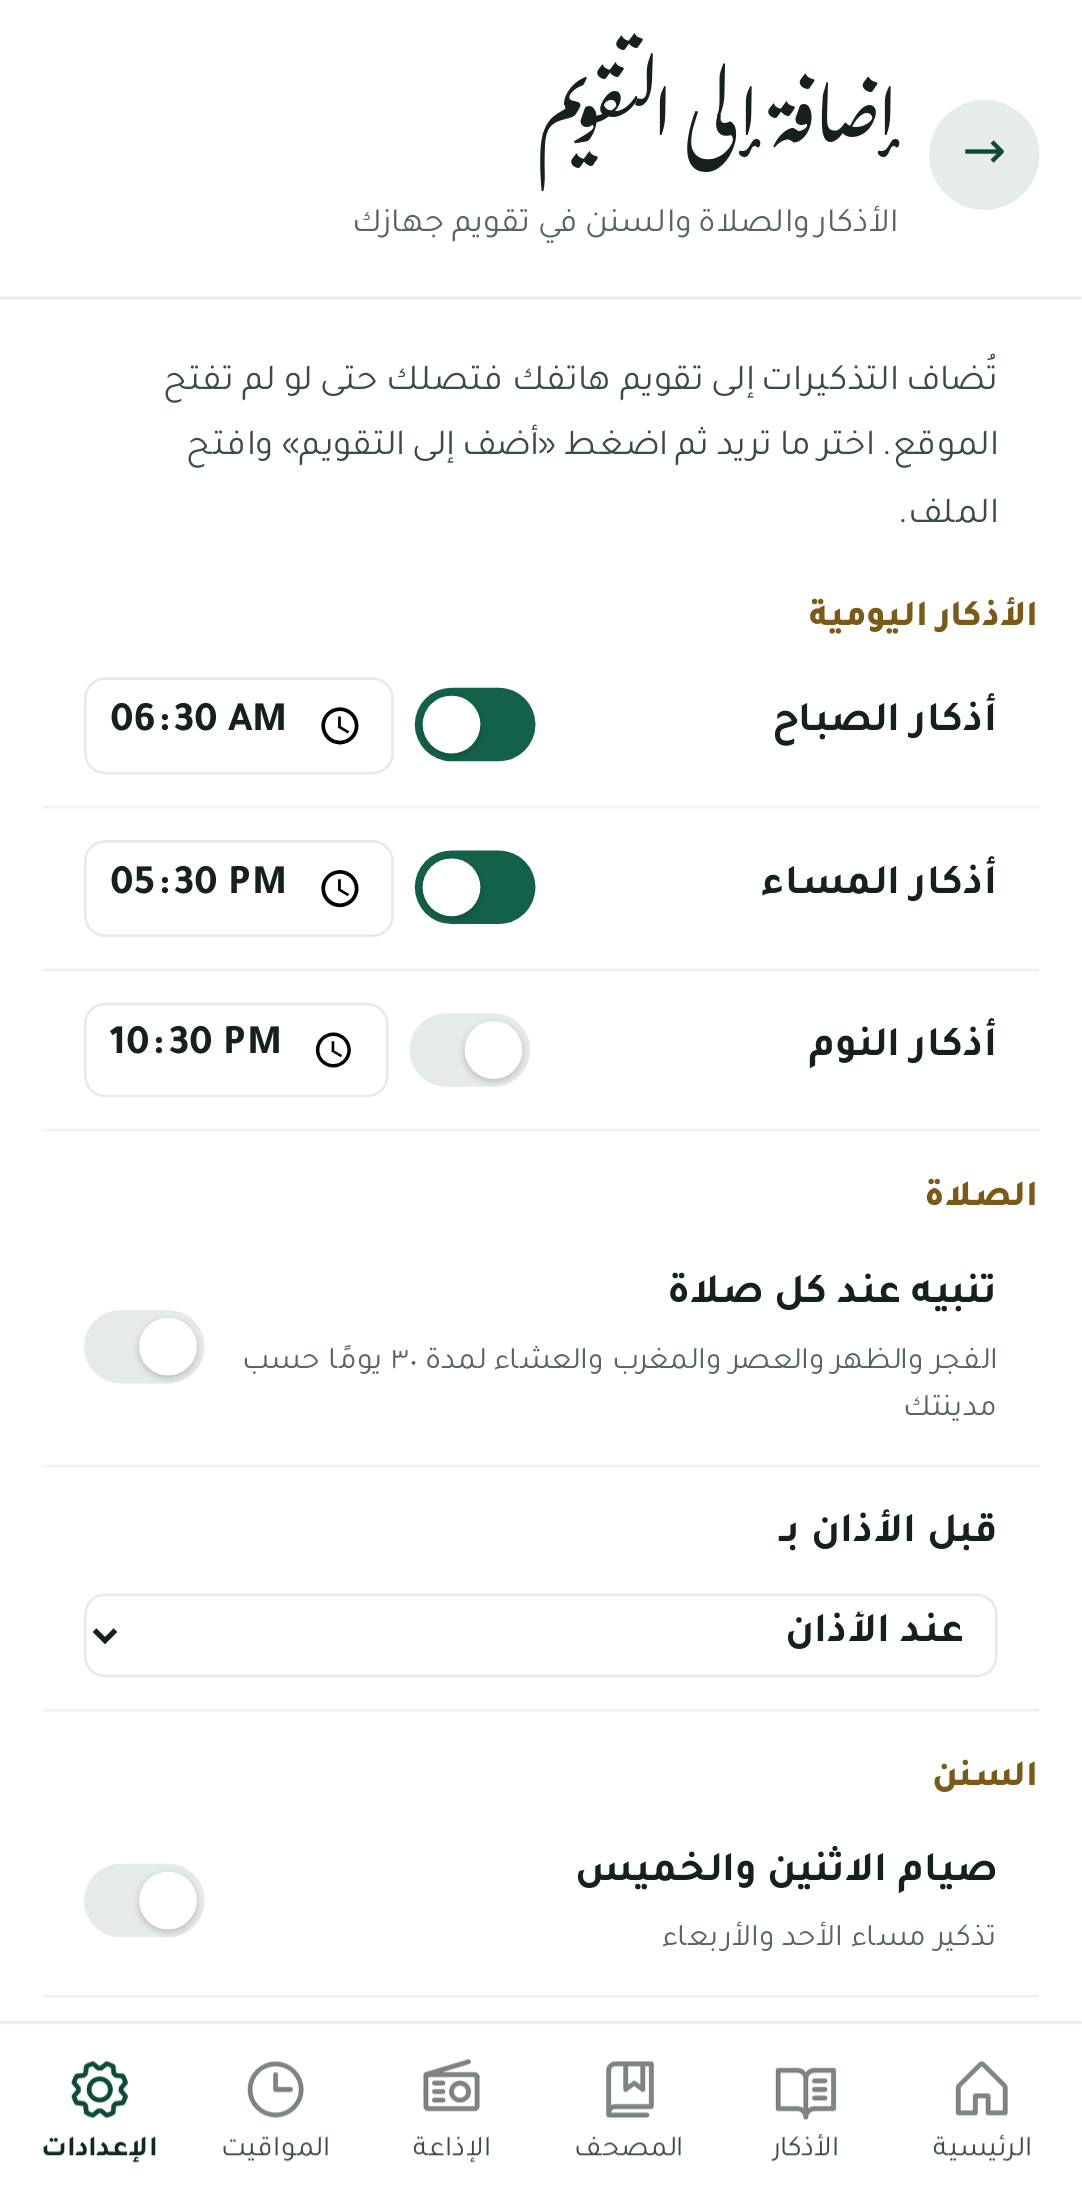 إضافة إلى التقويم
الأذكار والصلاة والسنن في تقويم جهازك
تُضاف التذكيرات إلى تقويم هاتفك فتصلك حتى لو لم تفتح
الموقع. اختر ما تريد ثم اضغط «أضف إلى التقويم» وافتح
الملف.
الأذكار اليومية
أذكار الصباح
06:30 AM
أذكار المساء
05:30 PM
أذكار النوم
10:30 PM
الصلاة
تنبيه عند كل صلاة
الفجر والظهر والعصر والمغرب والعشاء لمدة ٣٠ يومًا حسب
مدينتك
قبل الأذان بـ
عند الأذان
السنن
صيام الاثنين والخميس
تذكير مساء الأحد والأربعاء
الرئيسية
الأذكار
المصحف
الإذاعة
المواقيت
الإعدادات